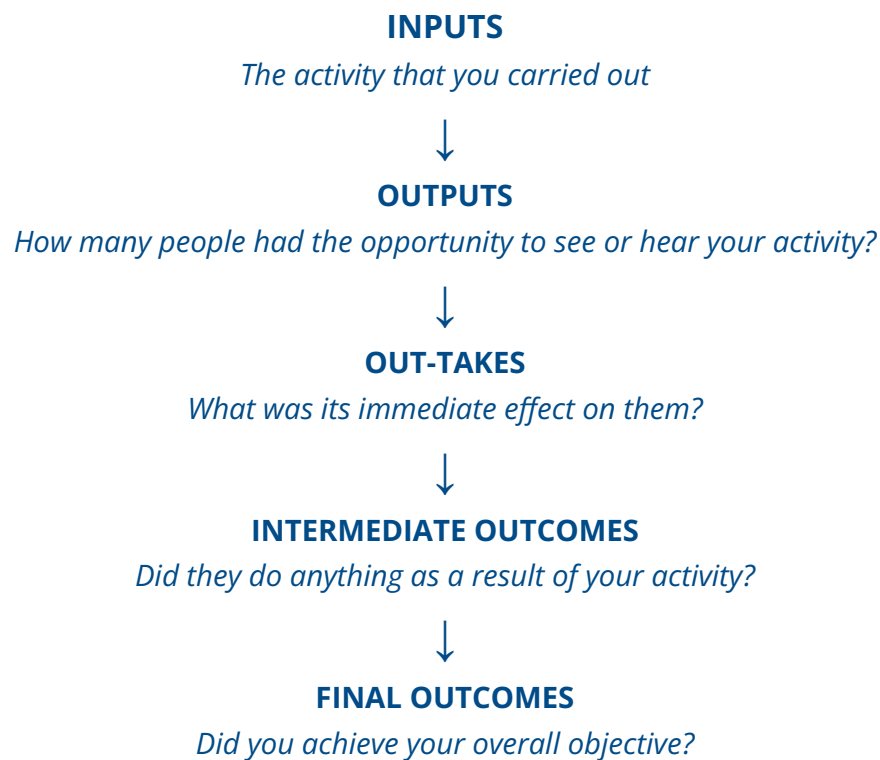 INPUTS
The activity that you carried out
↓
OUTPUTS
How many people had the opportunity to see or hear your activity?
↓
OUT-TAKES
What was its immediate effect on them?
↓
INTERMEDIATE OUTCOMES
Did they do anything as a result of your activity?
↓
FINAL OUTCOMES
Did you achieve your overall objective?